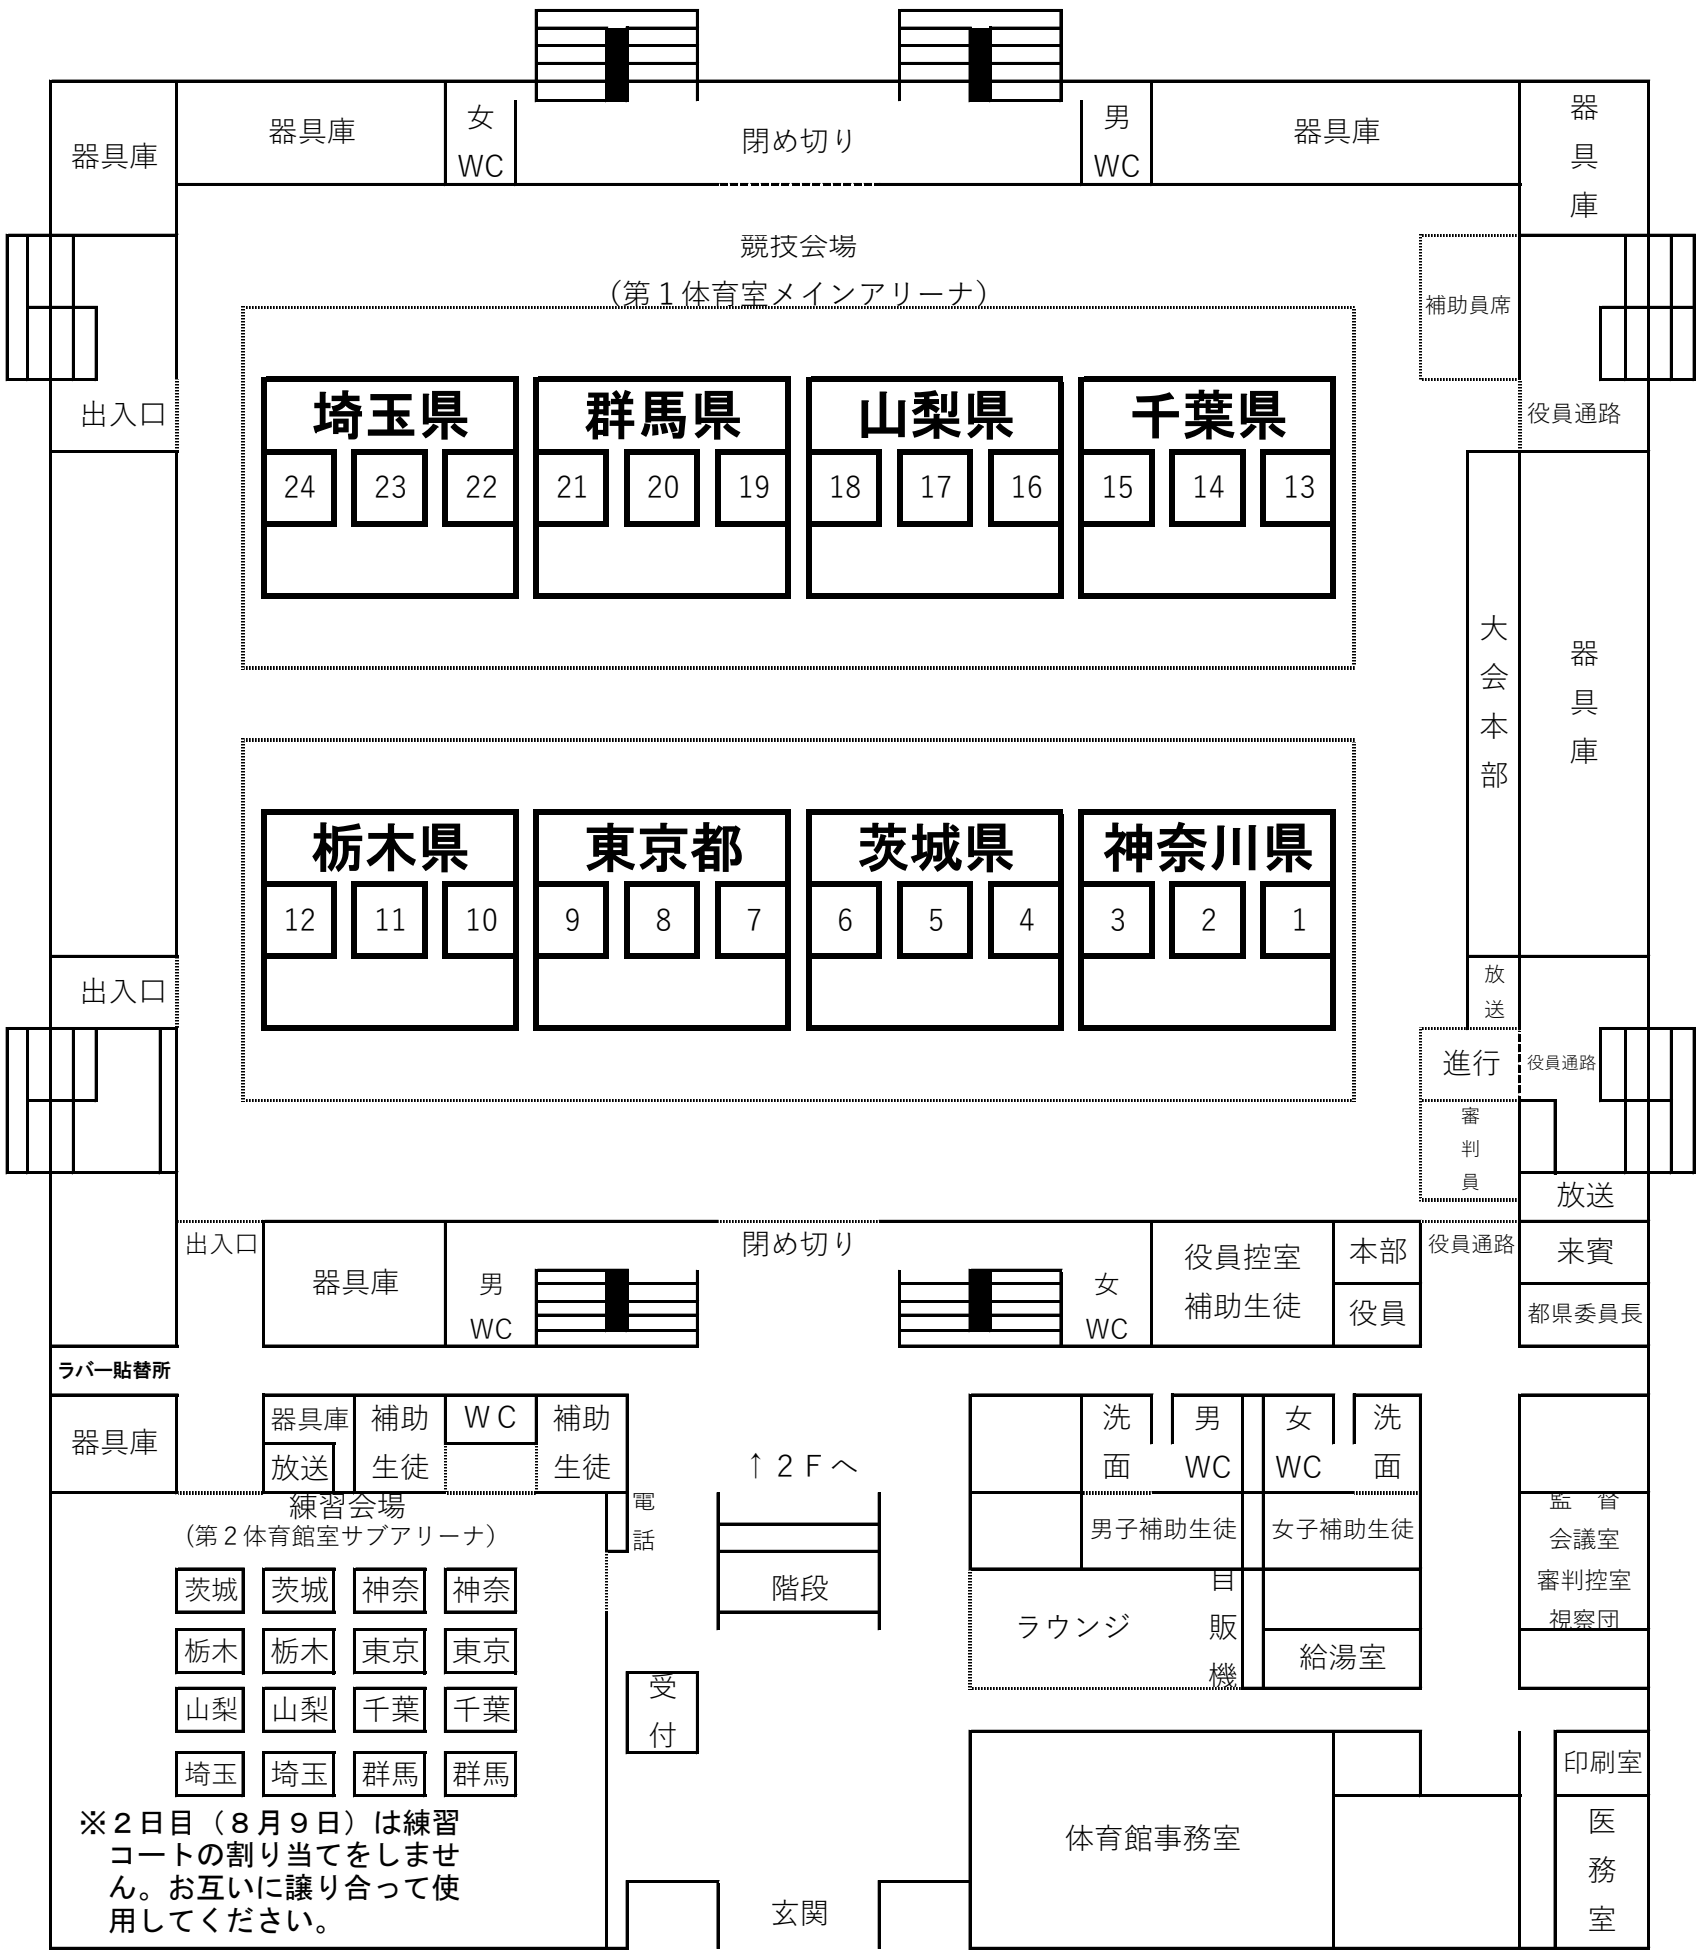 器具庫
器具庫
女
WC
閉め切り
男
WC
器具庫
器
具
庫
競技会場
（第１体育室メインアリーナ）
補助員席
出入口
役員通路
埼玉県
群馬県
山梨県
千葉県
24 23 22 21 20 19 18 17 16 15 14 13
大
会
本
部
器
具
庫
栃木県
東京都
茨城県
神奈川県
12 11 10 9 8 7 6 5 4 3 2 1
出入口
放
送
進行
役員通路
審
判
員
放送
出入口
器具庫
男
WC
閉め切り
女
WC
役員控室
補助生徒
本部
役員
役員通路
来賓
都県委員長
ラバー貼替所
器具庫
器具庫
放送
補助
生徒
ＷＣ
補助
生徒
↑２Ｆへ
洗
面
男
WC
女
WC
洗
面
練習会場
（第２体育館室サブアリーナ）
電
話
男子補助生徒
女子補助生徒
監　督
会議室
審判控室
視察団
茨城 茨城 神奈 神奈
栃木 栃木 東京 東京
山梨 山梨 千葉 千葉
埼玉 埼玉 群馬 群馬
階段
ラウンジ
自
販
機
給湯室
受
付
※２日目（８月９日）は練習
コートの割り当てをしませ
ん。お互いに譲り合って使
用してください。
体育館事務室
印刷室
医
務
室
玄関